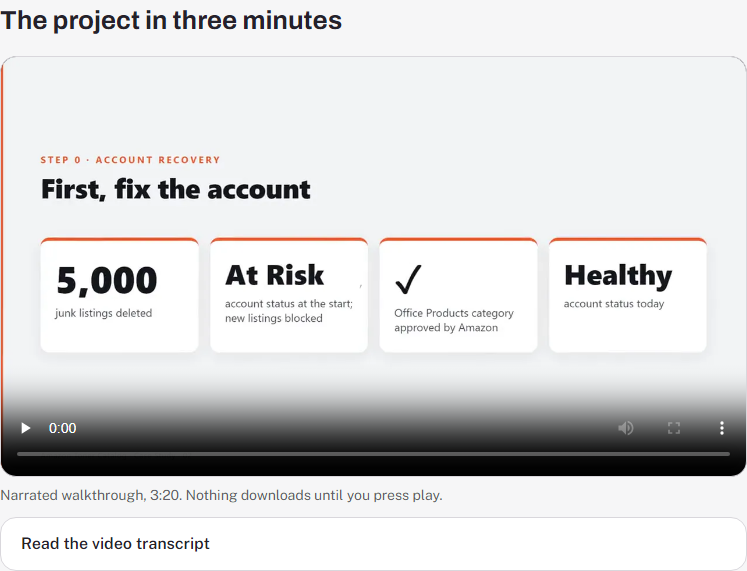 The project in three minutes
STEP 0 · ACCOUNT RECOVERY
First, fix the account
5,000
junk listings deleted
At Risk
account status at the start;
new listings blocked
✓
Office Products category
approved by Amazon
Healthy
account status today
0:00
Narrated walkthrough, 3:20. Nothing downloads until you press play.
Read the video transcript